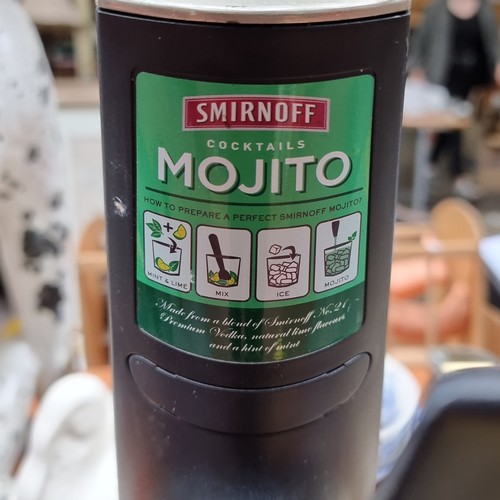 SMIRNOFF
COCKTAILS
MOJITO
HOW TO PREPARE A PERFECT SMIRNOFF MOJITO?
MINT & LIME
MIX
ICE
MOJITO
Made from a blend of Smirnoff No.21
Premium Vodka, natural lime flavours
and a hint of mint